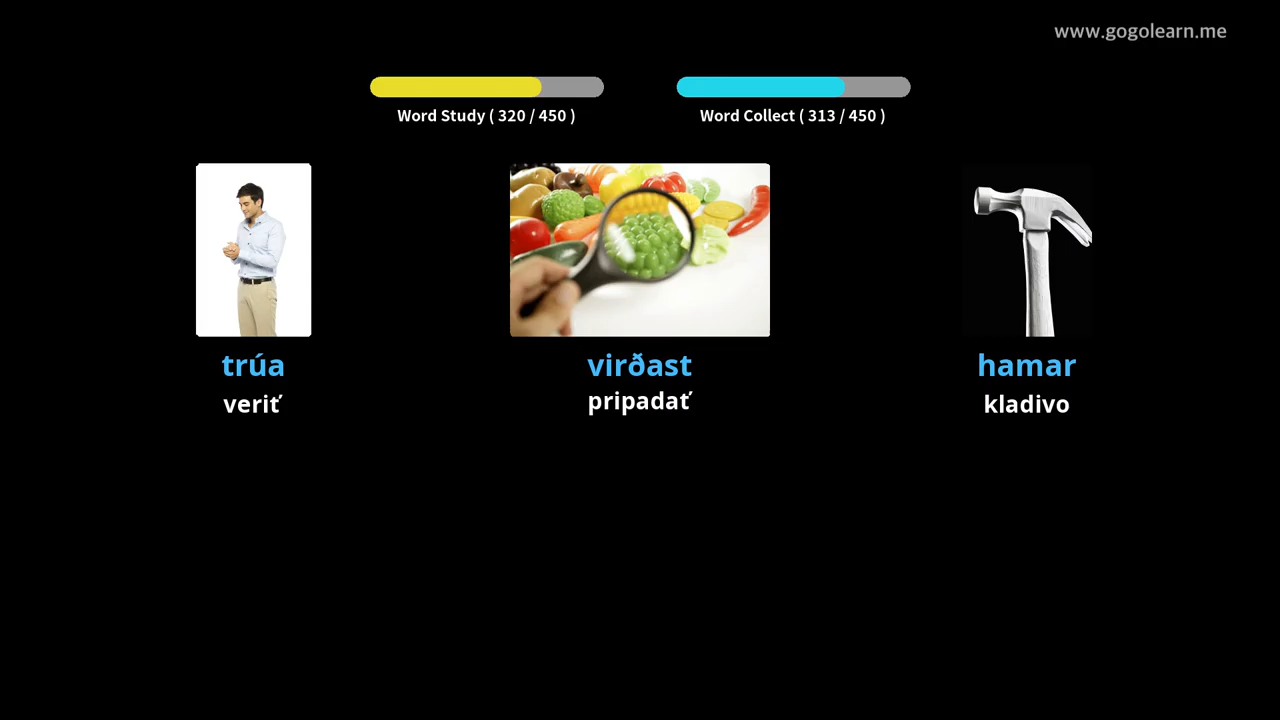 www.gogolearn.me
Word Study ( 320 / 450 )
Word Collect ( 313 / 450 )
trúa
virðast
hamar
veriť
pripadať
kladivo